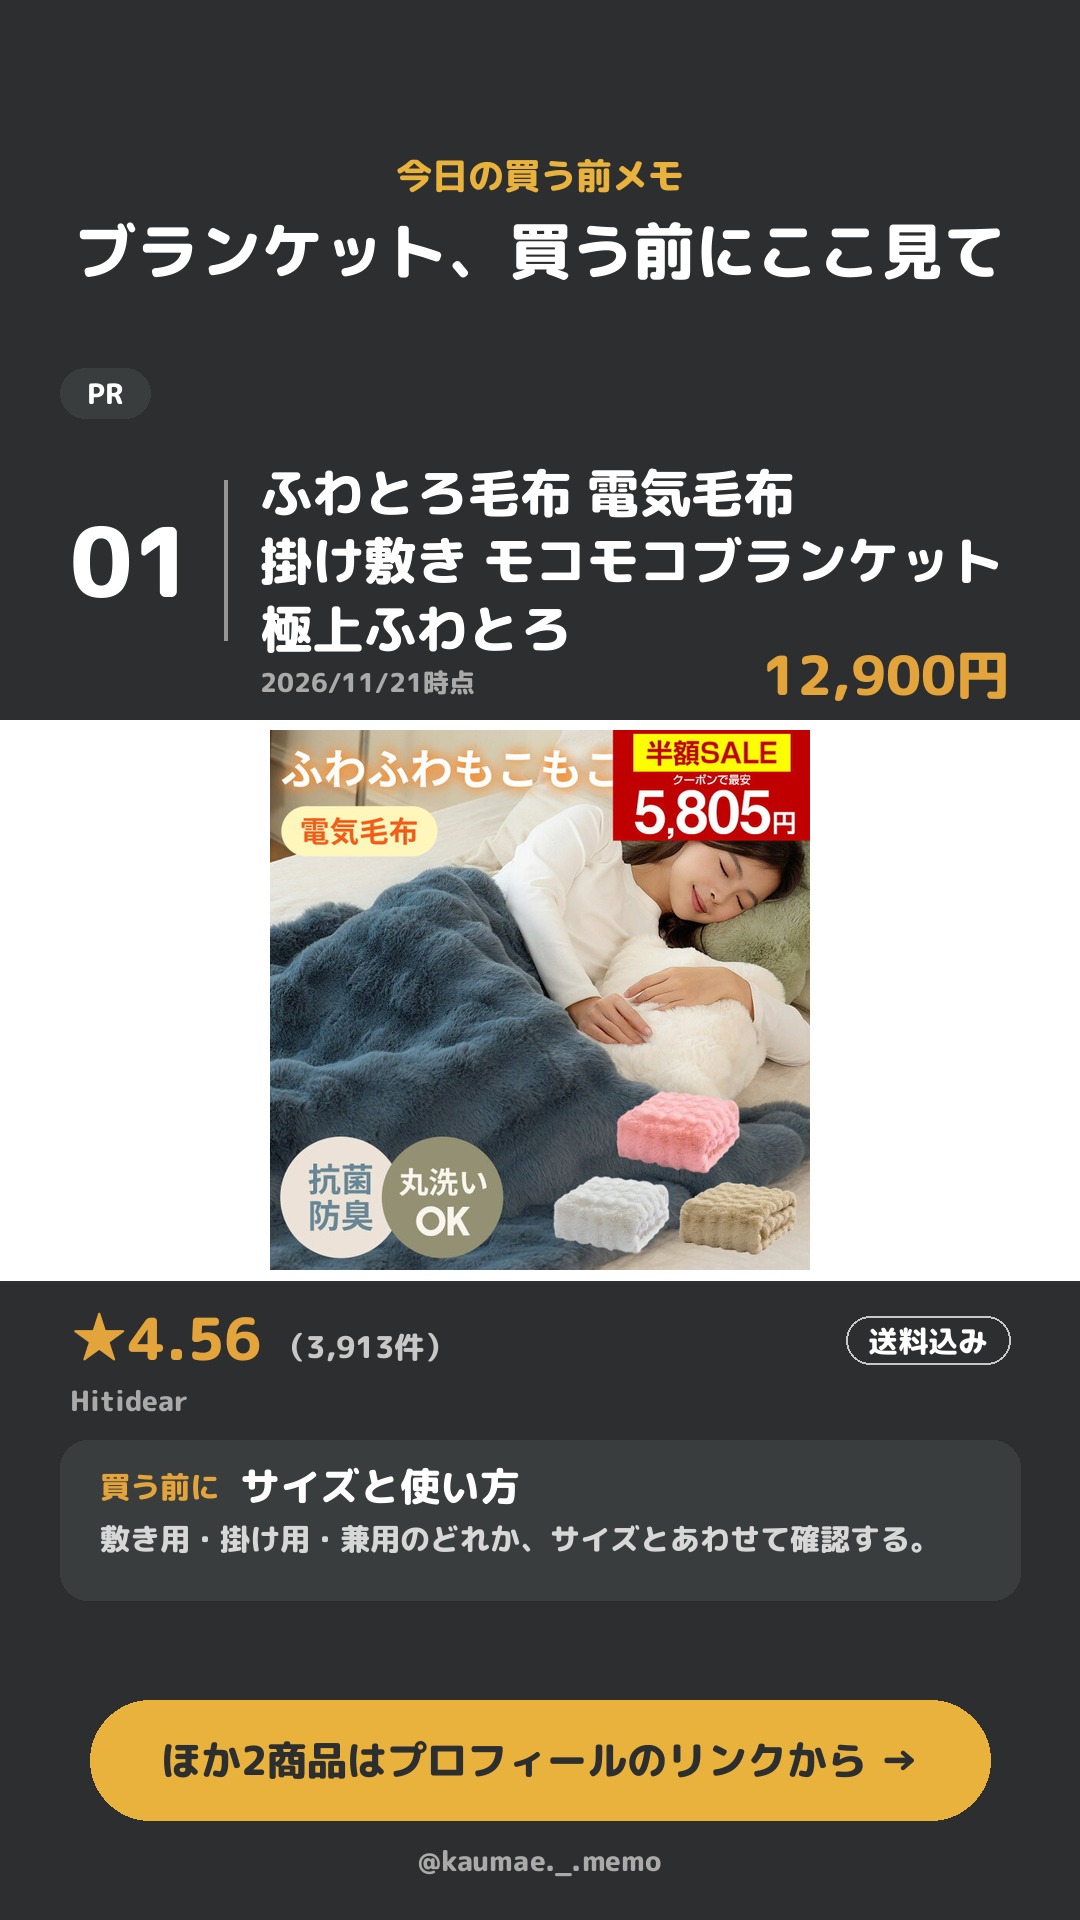 今日の買う前メモ
ブランケット、買う前にここ見て
PR
01
ふわとろ毛布 電気毛布
掛け敷き モコモコブランケット
極上ふわとろ
2026/11/21時点
12,900円
ふわふわもこもこ
半額SALE
クーポンで最安
5,805円
電気毛布
抗菌
防臭
丸洗い
OK
★4.56 (3,913件)
送料込み
Hitidear
買う前に サイズと使い方
敷き用・掛け用・兼用のどれか、サイズとあわせて確認する。
ほか2商品はプロフィールのリンクから →
@kaumae._.memo